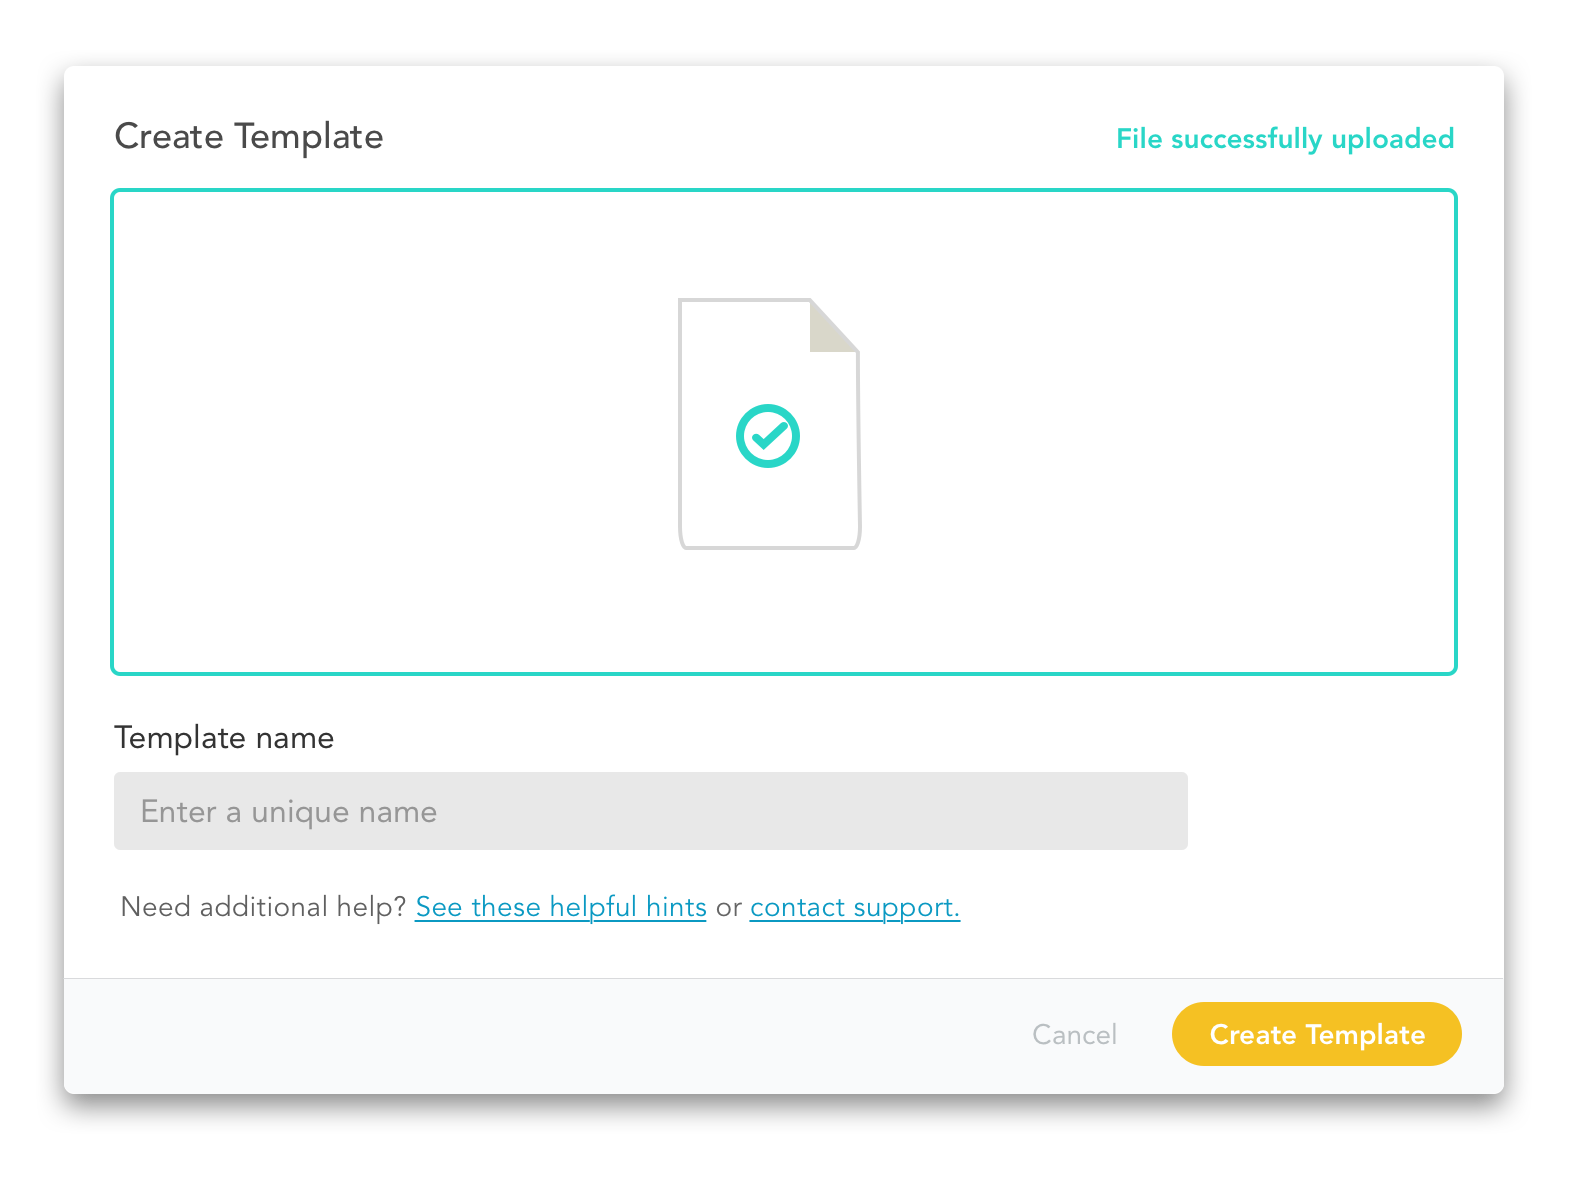 Create Template
File successfully uploaded
Template name
Enter a unique name
Need additional help? See these helpful hints or contact support.
Cancel
Create Template